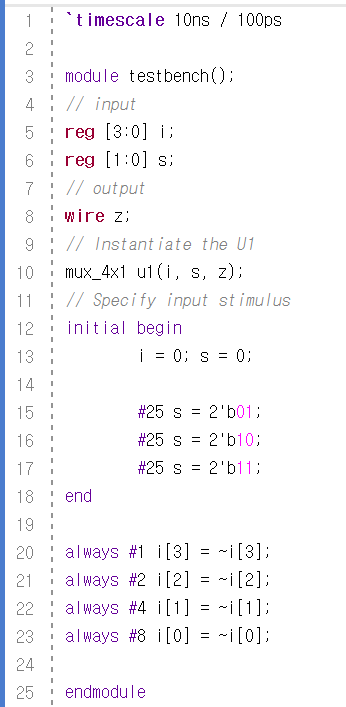 1 `timescale 10ns / 100ps
2
3 module testbench();
4 // input
5 reg [3:0] i;
6 reg [1:0] s;
7 // output
8 wire z;
9 // Instantiate the U1
10 mux_4x1 u1(i, s, z);
11 // Specify input stimulus
12 initial begin
13 i = 0; s = 0;
14
15 #25 s = 2'b01;
16 #25 s = 2'b10;
17 #25 s = 2'b11;
18 end
19
20 always #1 i[3] = ~i[3];
21 always #2 i[2] = ~i[2];
22 always #4 i[1] = ~i[1];
23 always #8 i[0] = ~i[0];
24
25 endmodule